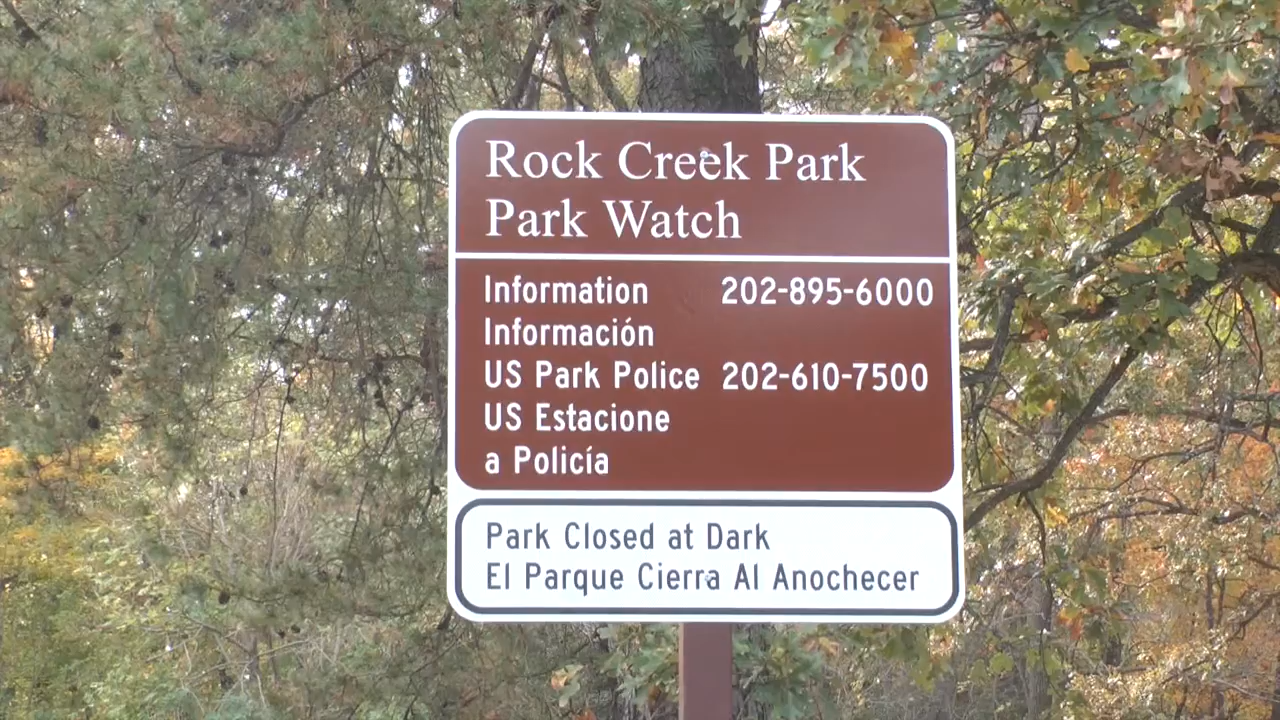 Rock Creek Park
Park Watch
Information 202-895-6000
Información
US Park Police 202-610-7500
US Estacione
a Policía
Park Closed at Dark
El Parque Cierra Al Anochecer